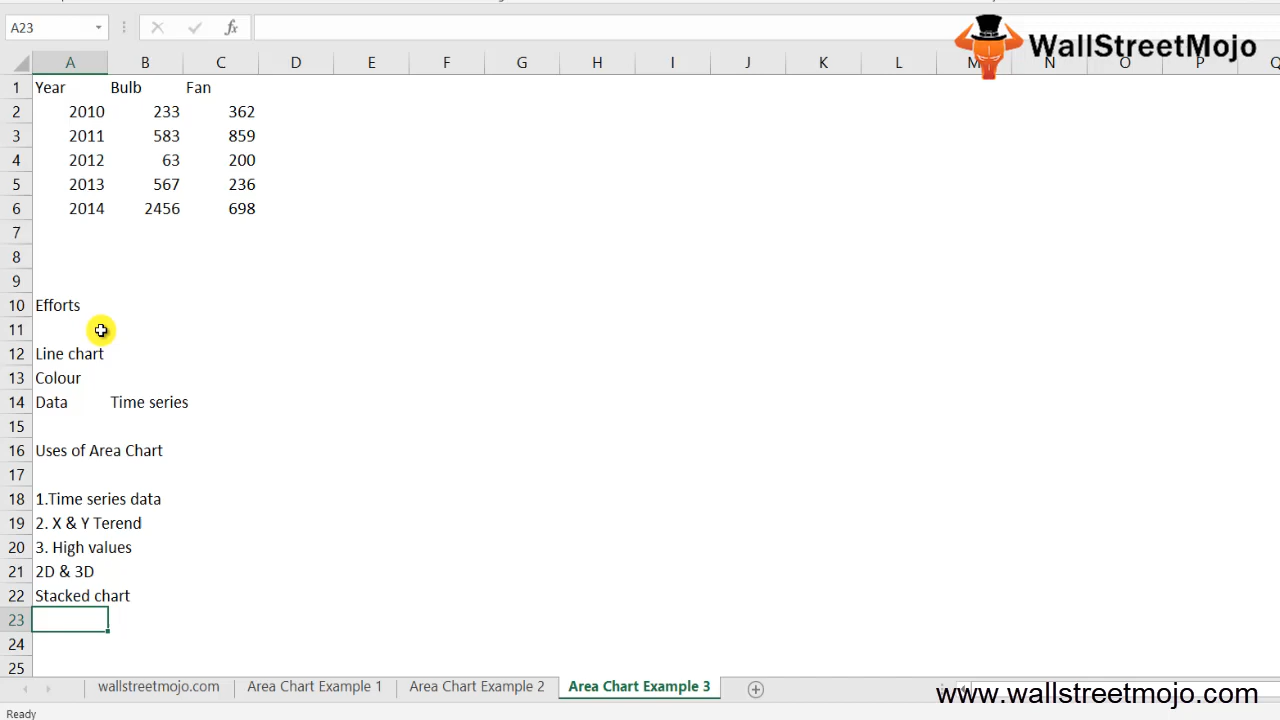 A23
fx
WallStreetMojo
A B C D E F G H I J K L M N O P Q
1 Year Bulb Fan
2 2010 233 362
3 2011 583 859
4 2012 63 200
5 2013 567 236
6 2014 2456 698
7
8
9
10 Efforts
11
12 Line chart
13 Colour
14 Data Time series
15
16 Uses of Area Chart
17
18 1.Time series data
19 2. X & Y Terend
20 3. High values
21 2D & 3D
22 Stacked chart
23
24
25
wallstreetmojo.com Area Chart Example 1 Area Chart Example 2 Area Chart Example 3
www.wallstreetmojo.com
Ready